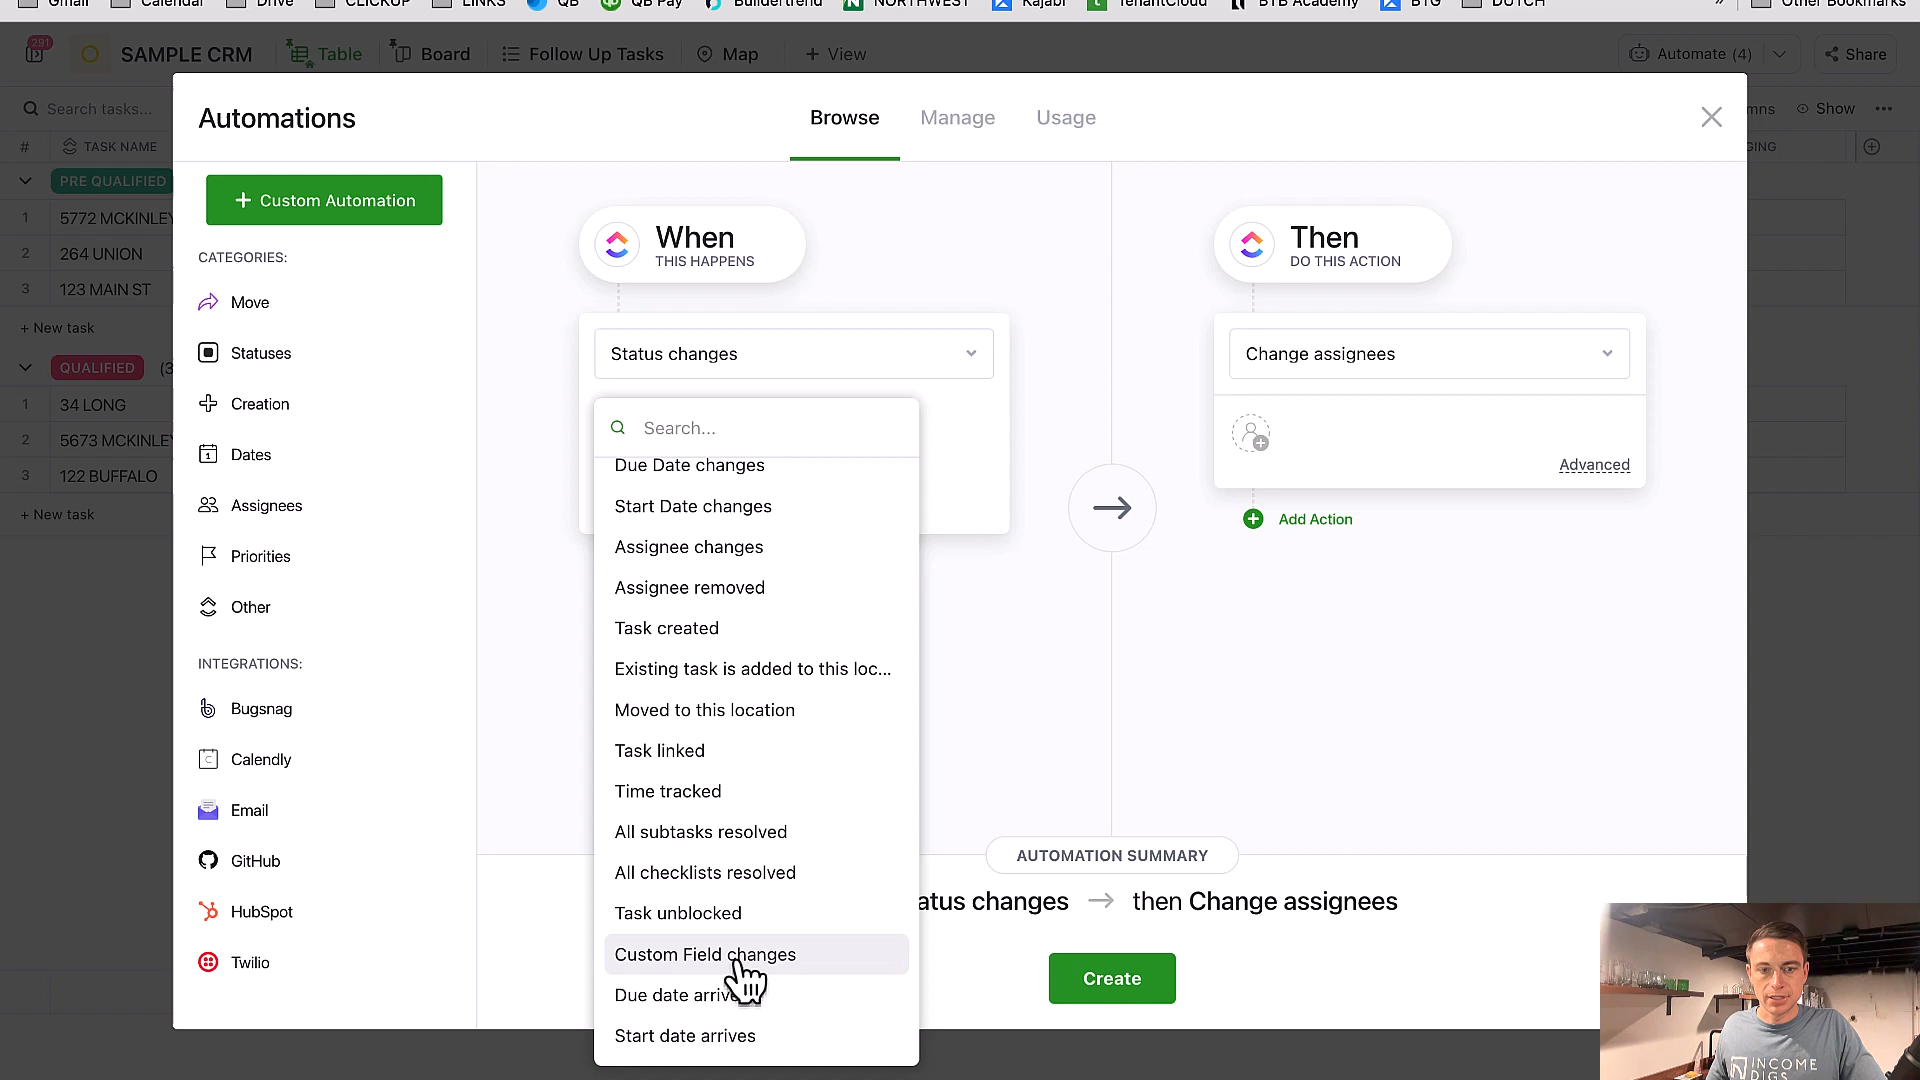 Gmail Calendar Drive CLICKUP LINKS QB QB Pay Buildertrend NORTHWEST Kajabi TenantCloud BTB Academy BTG DUTCH » Other Bookmarks
291 SAMPLE CRM Table Board Follow Up Tasks Map + View Automate (4) Share
Search tasks... Show
# TASK NAME
PRE QUALIFIED
1 5772 MCKINLEY
2 264 UNION
3 123 MAIN ST
+ New task
QUALIFIED (3
1 34 LONG
2 5673 MCKINLEY
3 122 BUFFALO
+ New task
Automations
Browse Manage Usage
+ Custom Automation
CATEGORIES:
Move
Statuses
Creation
Dates
Assignees
Priorities
Other
INTEGRATIONS:
Bugsnag
Calendly
Email
GitHub
HubSpot
Twilio
When
THIS HAPPENS
Status changes
Search...
Due Date changes
Start Date changes
Assignee changes
Assignee removed
Task created
Existing task is added to this loc...
Moved to this location
Task linked
Time tracked
All subtasks resolved
All checklists resolved
Task unblocked
Custom Field changes
Due date arrive
Start date arrives
Then
DO THIS ACTION
Change assignees
Advanced
Add Action
AUTOMATION SUMMARY
atus changes → then Change assignees
Create
INCOME
DIGS